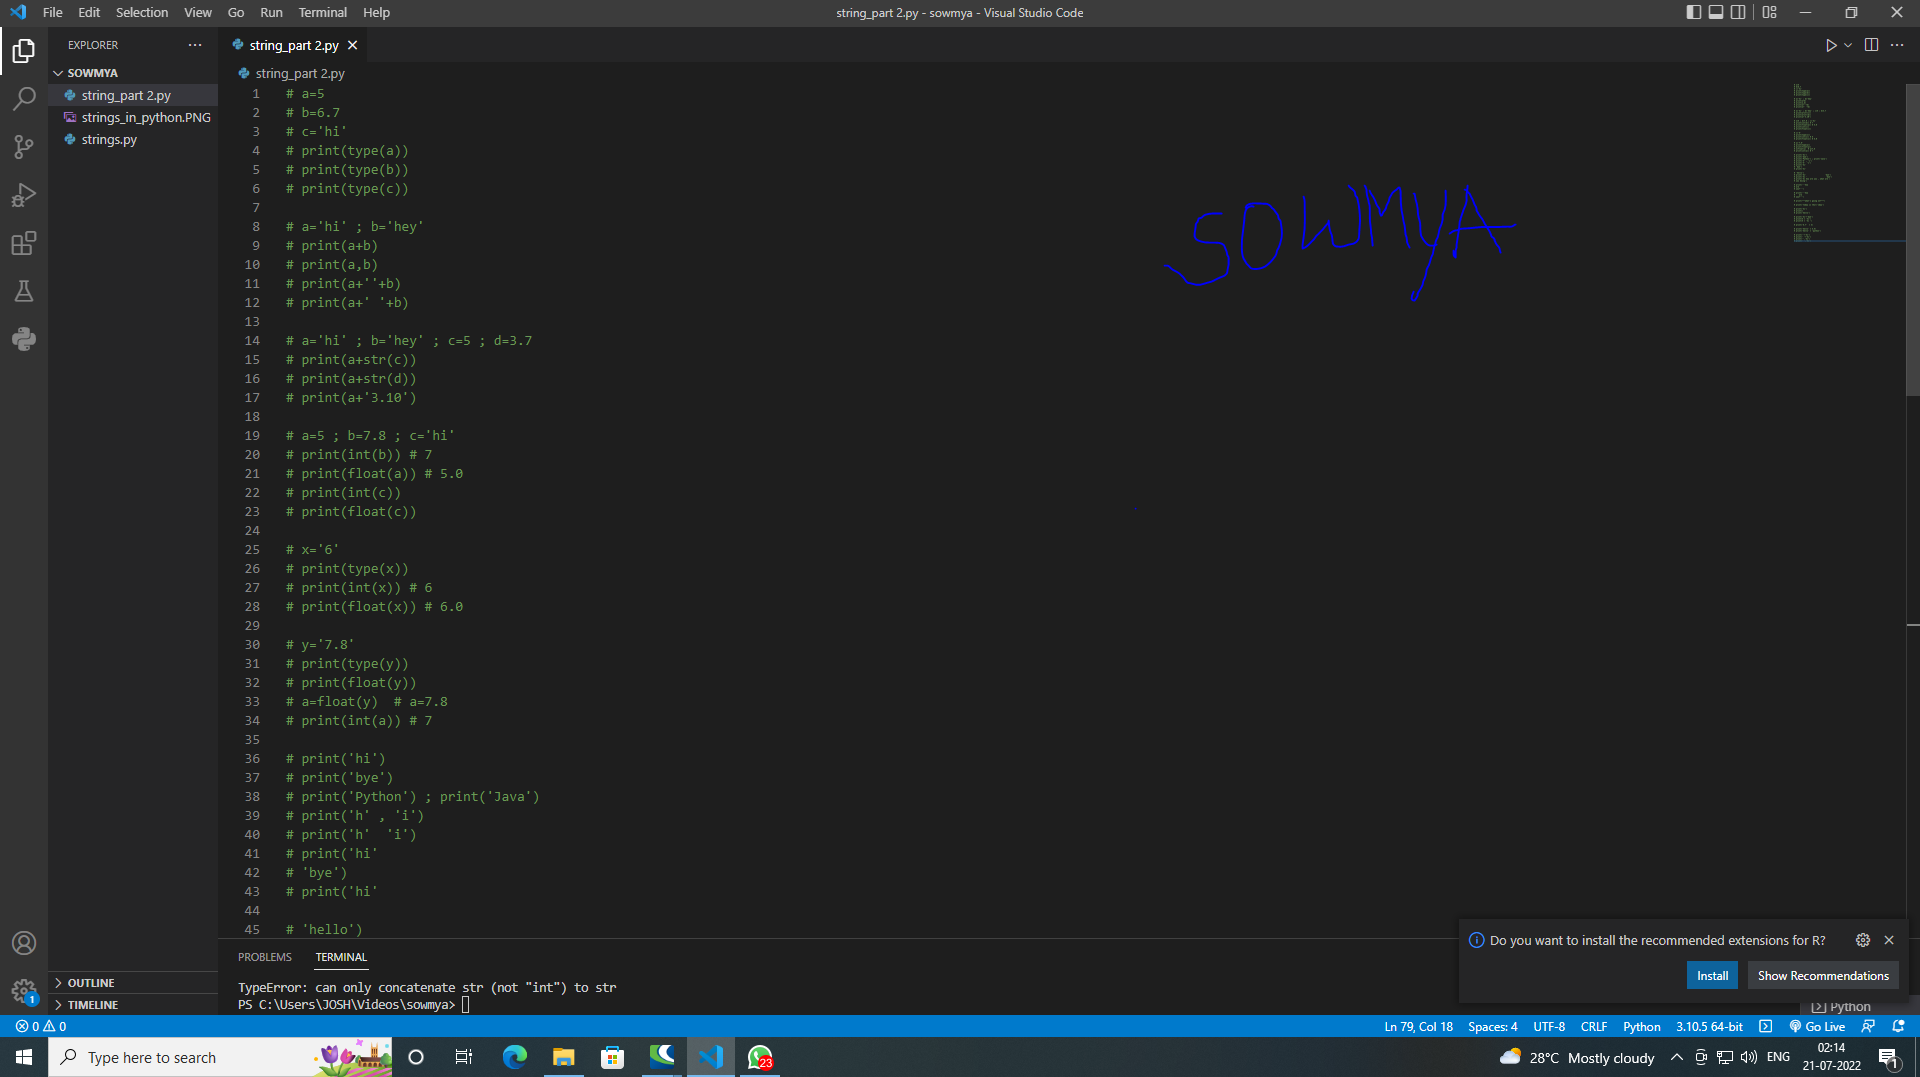 File Edit Selection View Go Run Terminal Help
string_part 2.py - sowmya - Visual Studio Code
EXPLORER
SOWMYA
string_part 2.py
strings_in_python.PNG
strings.py
OUTLINE
TIMELINE
string_part 2.py
string_part 2.py
1 # a=5
2 # b=6.7
3 # c='hi'
4 # print(type(a))
5 # print(type(b))
6 # print(type(c))
7
8 # a='hi' ; b='hey'
9 # print(a+b)
10 # print(a,b)
11 # print(a+''+b)
12 # print(a+' '+b)
13
14 # a='hi' ; b='hey' ; c=5 ; d=3.7
15 # print(a+str(c))
16 # print(a+str(d))
17 # print(a+'3.10')
18
19 # a=5 ; b=7.8 ; c='hi'
20 # print(int(b)) # 7
21 # print(float(a)) # 5.0
22 # print(int(c))
23 # print(float(c))
24
25 # x='6'
26 # print(type(x))
27 # print(int(x)) # 6
28 # print(float(x)) # 6.0
29
30 # y='7.8'
31 # print(type(y))
32 # print(float(y))
33 # a=float(y)  # a=7.8
34 # print(int(a)) # 7
35
36 # print('hi')
37 # print('bye')
38 # print('Python') ; print('Java')
39 # print('h' , 'i')
40 # print('h'  'i')
41 # print('hi'
42 # 'bye')
43 # print('hi'
44
45 # 'hello')
SOWMYA
PROBLEMS TERMINAL
TypeError: can only concatenate str (not "int") to str
PS C:\Users\JOSH\Videos\sowmya>
Do you want to install the recommended extensions for R?
Install Show Recommendations
Python
1
0 0
Ln 79, Col 18 Spaces: 4 UTF-8 CRLF Python 3.10.5 64-bit Go Live
Type here to search
23
28°C Mostly cloudy ENG
02:14
21-07-2022
1